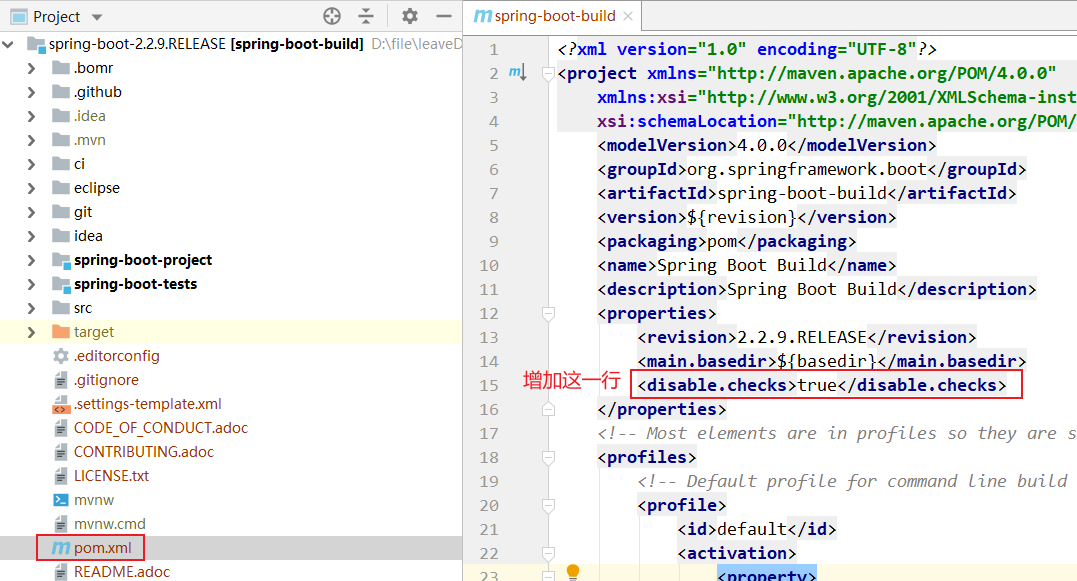 Project
spring-boot-2.2.9.RELEASE [spring-boot-build] D:\file\leaveD
.bomr
.github
.idea
.mvn
ci
eclipse
git
idea
spring-boot-project
spring-boot-tests
src
target
.editorconfig
.gitignore
.settings-template.xml
CODE_OF_CONDUCT.adoc
CONTRIBUTING.adoc
LICENSE.txt
mvnw
mvnw.cmd
pom.xml
README.adoc
spring-boot-build
1 <?xml version="1.0" encoding="UTF-8"?>
2 <project xmlns="http://maven.apache.org/POM/4.0.0"
3 xmlns:xsi="http://www.w3.org/2001/XMLSchema-inst
4 xsi:schemaLocation="http://maven.apache.org/POM/
5 <modelVersion>4.0.0</modelVersion>
6 <groupId>org.springframework.boot</groupId>
7 <artifactId>spring-boot-build</artifactId>
8 <version>${revision}</version>
9 <packaging>pom</packaging>
10 <name>Spring Boot Build</name>
11 <description>Spring Boot Build</description>
12 <properties>
13 <revision>2.2.9.RELEASE</revision>
14 <main.basedir>${basedir}</main.basedir>
增加这一行 15 <disable.checks>true</disable.checks>
16 </properties>
17 <!-- Most elements are in profiles so they are s
18 <profiles>
19 <!-- Default profile for command line build
20 <profile>
21 <id>default</id>
22 <activation>
23 <property>